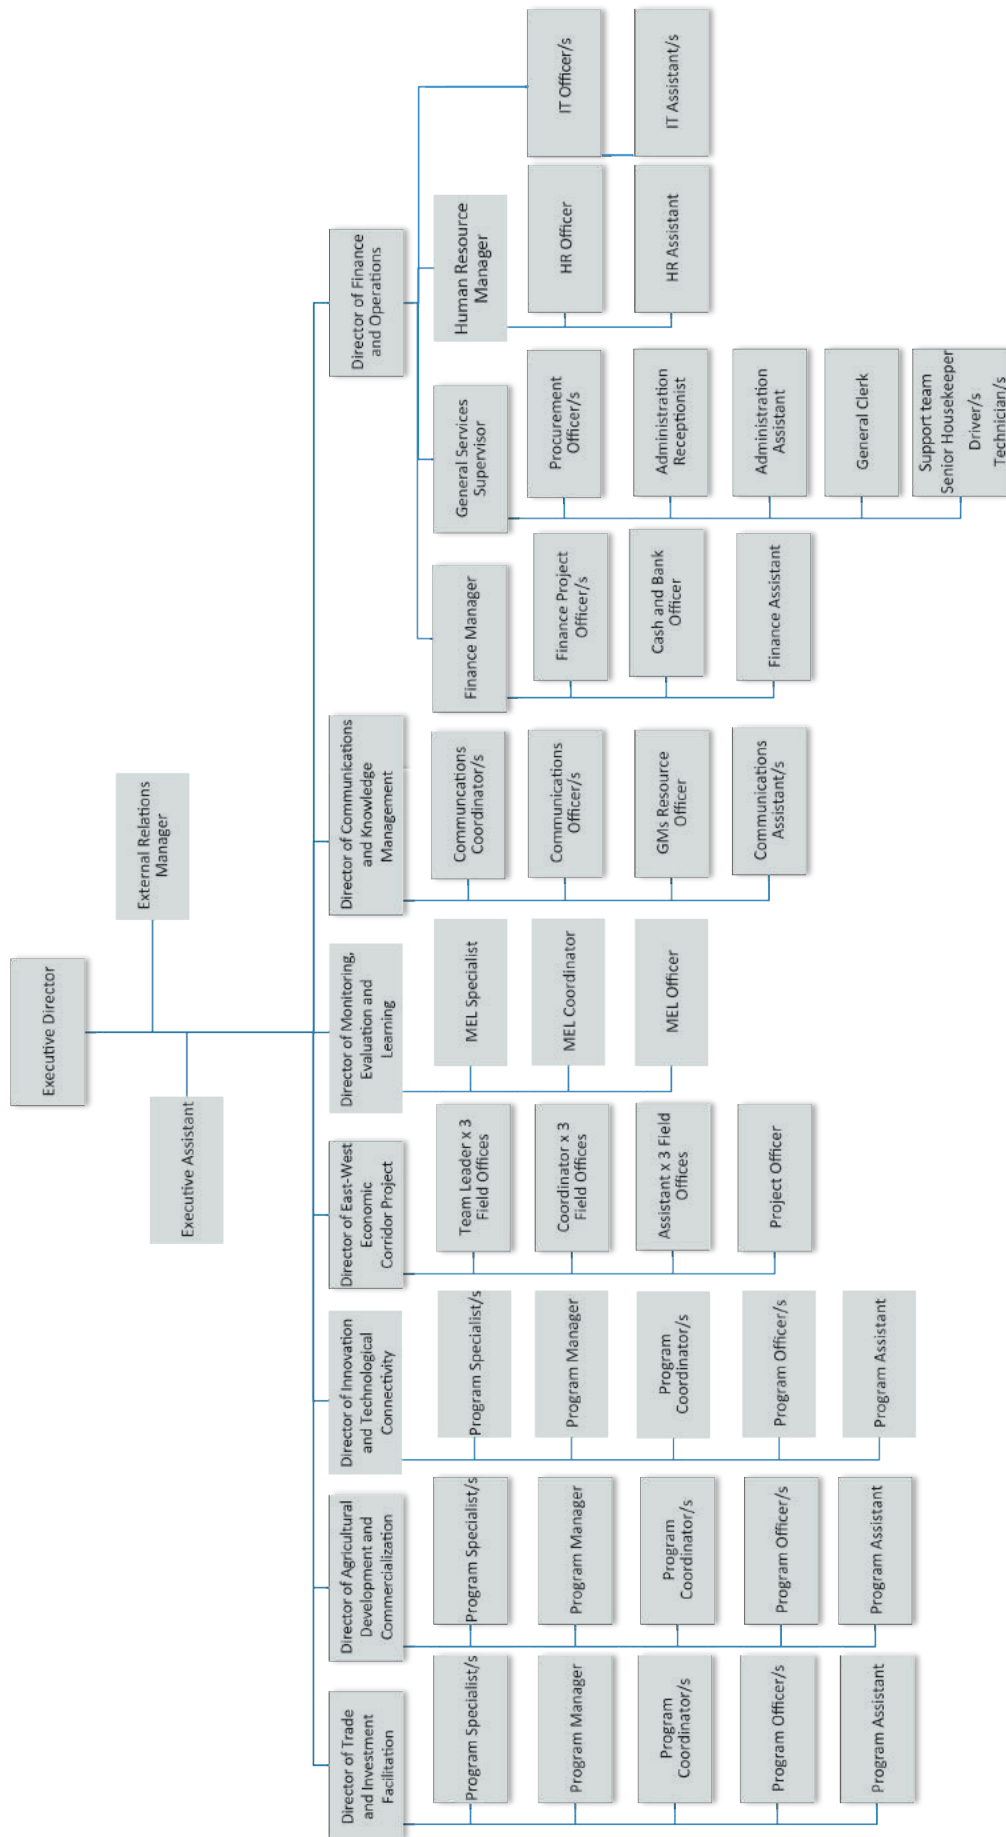 Executive Director
External Relations
Manager
Executive Assistant
Director of Trade
and Investment
Facilitation
Program Specialist/s
Program Manager
Program
Coordinator/s
Program Officer/s
Program Assistant
Director of Agricultural
Development and
Commercialization
Program Specialist/s
Program Manager
Program
Coordinator/s
Program Officer/s
Program Assistant
Director of Innovation
and Technological
Connectivity
Program Specialist/s
Program Manager
Program
Coordinator/s
Program Officer/s
Program Assistant
Director of East-West
Economic
Corridor Project
Team Leader x 3
Field Offices
Coordinator x 3
Field Offices
Assistant x 3 Field
Offices
Project Officer
Director of Monitoring,
Evaluation and
Learning
MEL Specialist
MEL Coordinator
MEL Officer
Director of Communications
and Knowledge
Management
Communcations
Coordinator/s
Communications
Officer/s
GMs Resource
Officer
Communications
Assistant/s
Director of Finance
and Operations
Finance Manager
Finance Project
Officer/s
Cash and Bank
Officer
Finance Assistant
General Services
Supervisor
Procurement
Officer/s
Administration
Receptionist
Administration
Assistant
General Clerk
Support team
Senior Housekeeper
Driver/s
Technician/s
Human Resource
Manager
HR Officer
HR Assistant
IT Officer/s
IT Assistant/s